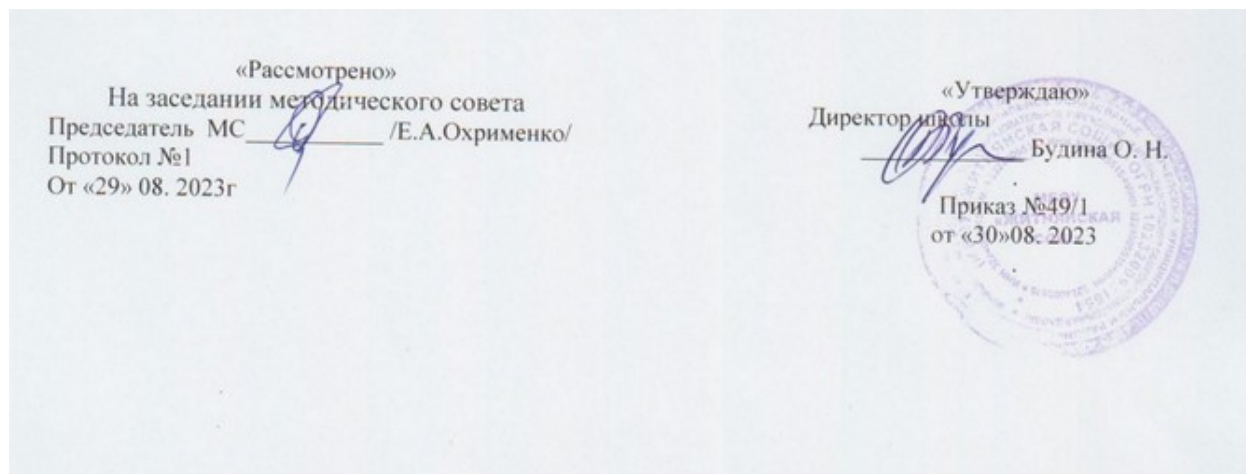 «Рассмотрено»
На заседании методического совета
Председатель МС___________ /Е.А.Охрименко/
Протокол №1
От «29» 08. 2023г
«Утверждаю»
Директор школы
_____________ Будина О. Н.
Приказ №49/1
от «30»08. 2023